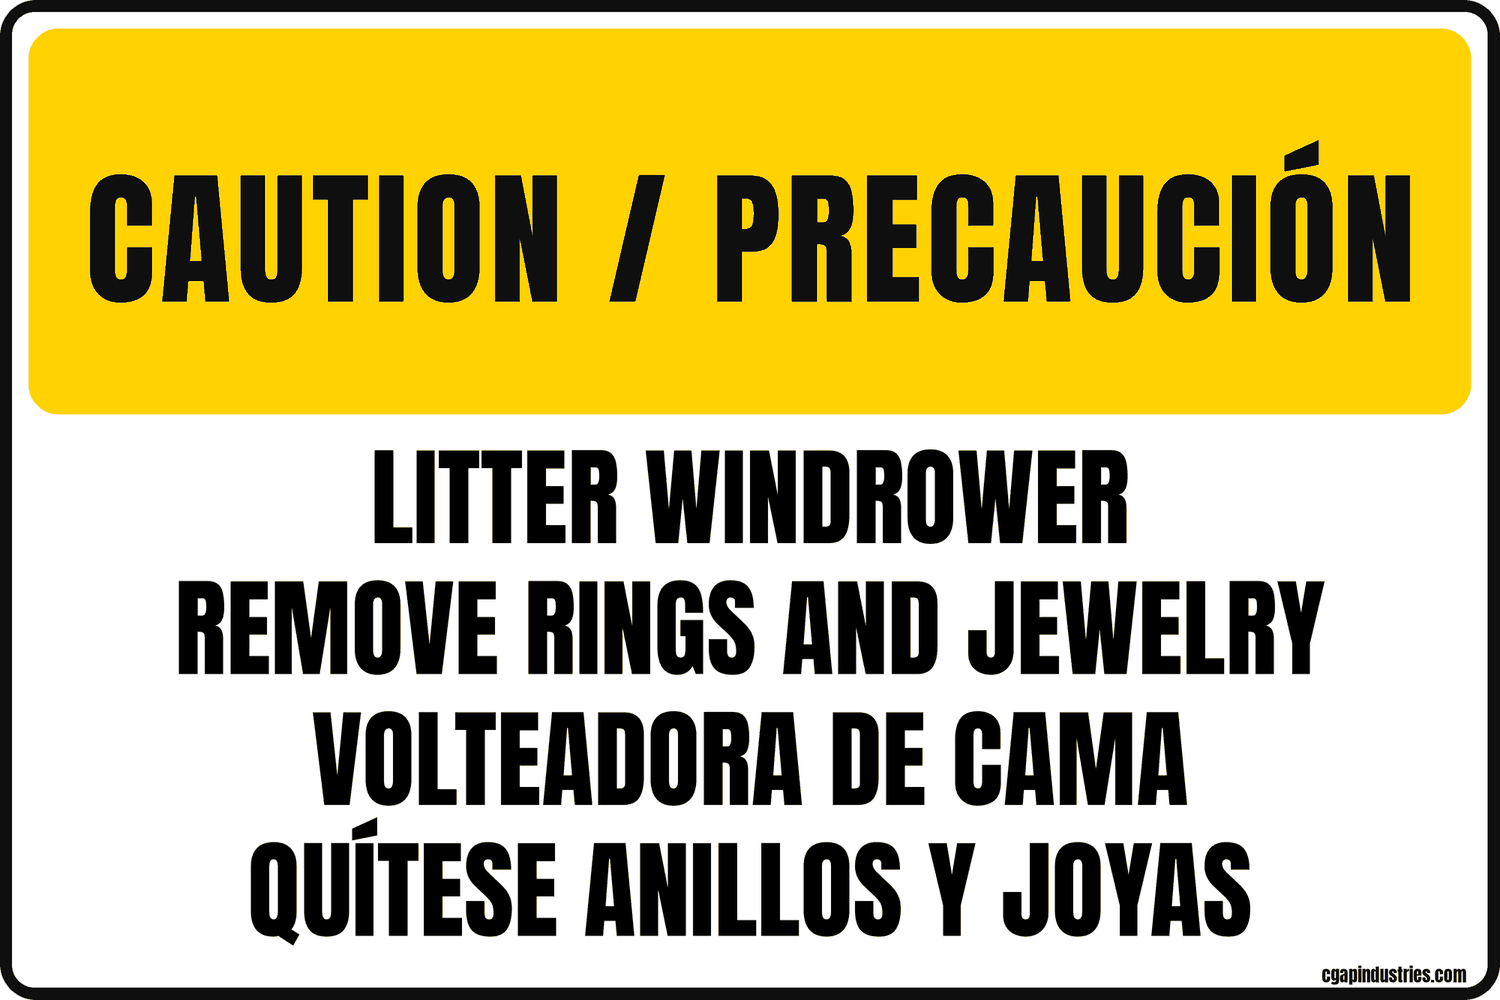 CAUTION / PRECAUCIÓN
LITTER WINDROWER
REMOVE RINGS AND JEWELRY
VOLTEADORA DE CAMA
QUÍTESE ANILLOS Y JOYAS
cgapindustries.com